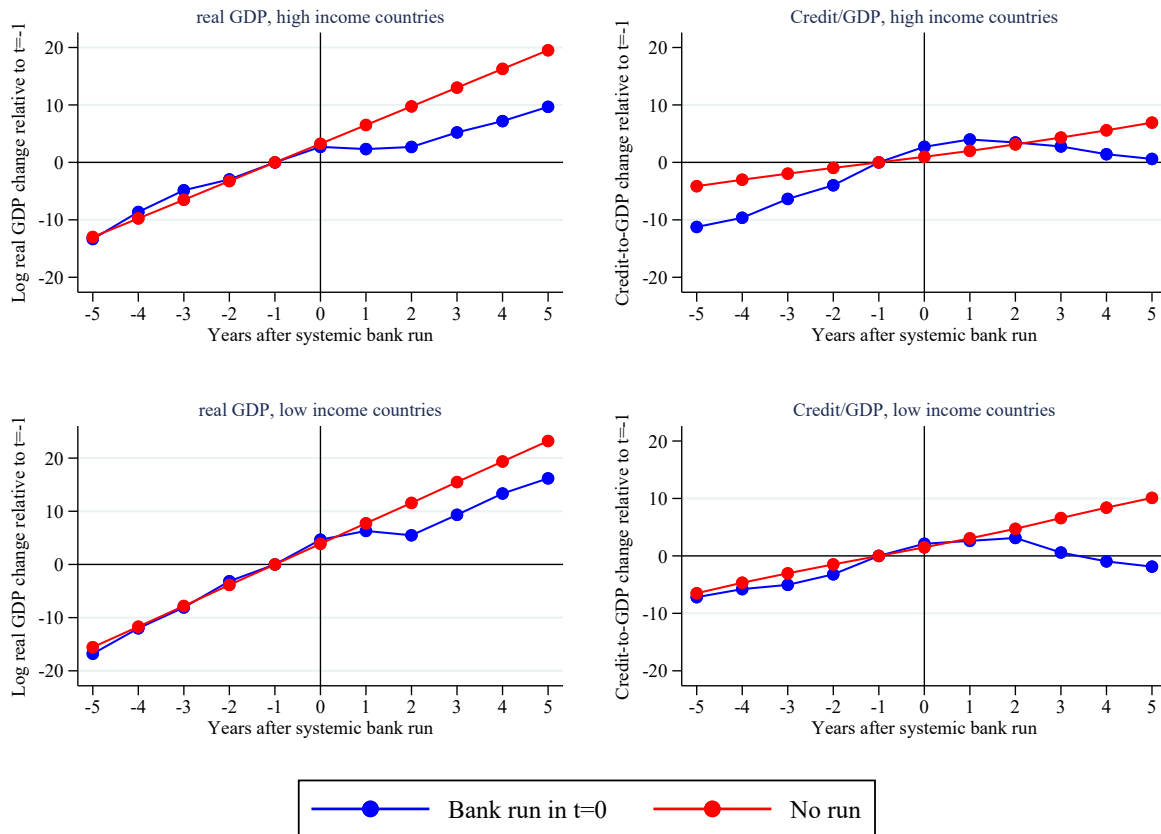 real GDP, high income countries
Log real GDP change relative to t=-1
20
10
0
-10
-20
-5 -4 -3 -2 -1 0 1 2 3 4 5
Years after systemic bank run
Credit/GDP, high income countries
Credit-to-GDP change relative to t=-1
20
10
0
-10
-20
-5 -4 -3 -2 -1 0 1 2 3 4 5
Years after systemic bank run
real GDP, low income countries
Log real GDP change relative to t=-1
20
10
0
-10
-20
-5 -4 -3 -2 -1 0 1 2 3 4 5
Years after systemic bank run
Credit/GDP, low income countries
Credit-to-GDP change relative to t=-1
20
10
0
-10
-20
-5 -4 -3 -2 -1 0 1 2 3 4 5
Years after systemic bank run
Bank run in t=0 No run